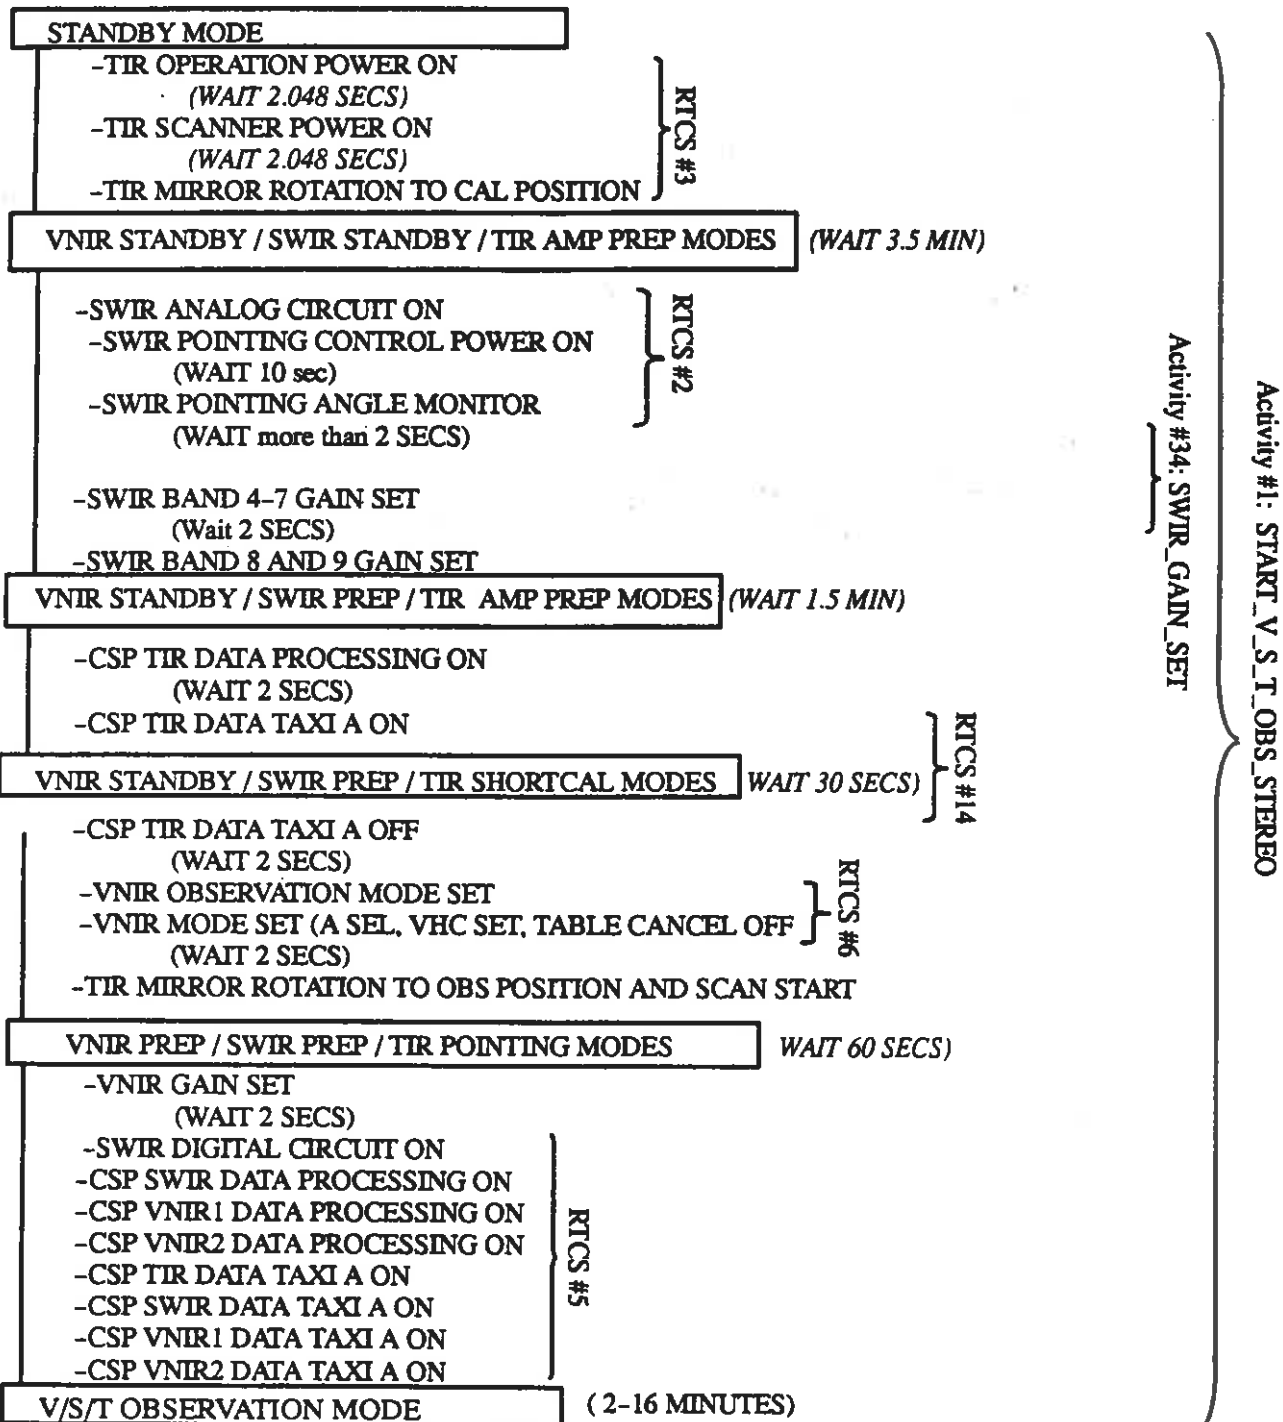 STANDBY MODE
-TIR OPERATION POWER ON
(WAIT 2.048 SECS)
-TIR SCANNER POWER ON
(WAIT 2.048 SECS)
-TIR MIRROR ROTATION TO CAL POSITION
RTCS #3
VNIR STANDBY / SWIR STANDBY / TIR AMP PREP MODES (WAIT 3.5 MIN)
-SWIR ANALOG CIRCUIT ON
-SWIR POINTING CONTROL POWER ON
(WAIT 10 sec)
-SWIR POINTING ANGLE MONITOR
(WAIT more than 2 SECS)
RTCS #2
-SWIR BAND 4-7 GAIN SET
(Wait 2 SECS)
-SWIR BAND 8 AND 9 GAIN SET
Activity #34: SWIR_GAIN_SET
VNIR STANDBY / SWIR PREP / TIR AMP PREP MODES (WAIT 1.5 MIN)
-CSP TIR DATA PROCESSING ON
(WAIT 2 SECS)
-CSP TIR DATA TAXI A ON
VNIR STANDBY / SWIR PREP / TIR SHORTCAL MODES WAIT 30 SECS)
RTCS #14
-CSP TIR DATA TAXI A OFF
(WAIT 2 SECS)
-VNIR OBSERVATION MODE SET
-VNIR MODE SET (A SEL, VHC SET, TABLE CANCEL OFF
RTCS #6
(WAIT 2 SECS)
-TIR MIRROR ROTATION TO OBS POSITION AND SCAN START
VNIR PREP / SWIR PREP / TIR POINTING MODES WAIT 60 SECS)
-VNIR GAIN SET
(WAIT 2 SECS)
-SWIR DIGITAL CIRCUIT ON
-CSP SWIR DATA PROCESSING ON
-CSP VNIR1 DATA PROCESSING ON
-CSP VNIR2 DATA PROCESSING ON
-CSP TIR DATA TAXI A ON
-CSP SWIR DATA TAXI A ON
-CSP VNIR1 DATA TAXI A ON
-CSP VNIR2 DATA TAXI A ON
RTCS #5
V/S/T OBSERVATION MODE (2-16 MINUTES)
Activity #1: START_V_S_T_OBS_STEREO